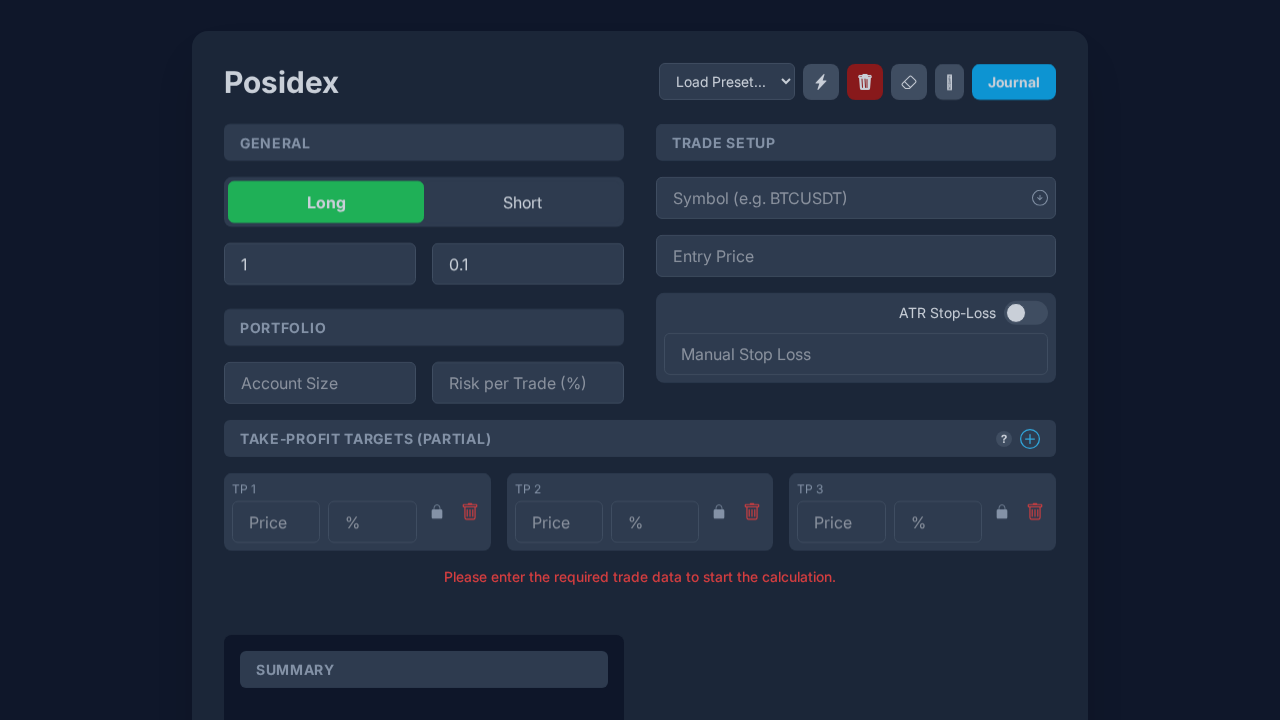 Posidex
Load Preset...
Journal
GENERAL
Long
Short
1
0.1
PORTFOLIO
Account Size
Risk per Trade (%)
TRADE SETUP
Symbol (e.g. BTCUSDT)
Entry Price
ATR Stop-Loss
Manual Stop Loss
TAKE-PROFIT TARGETS (PARTIAL)
?
TP 1
Price
%
TP 2
Price
%
TP 3
Price
%
Please enter the required trade data to start the calculation.
SUMMARY